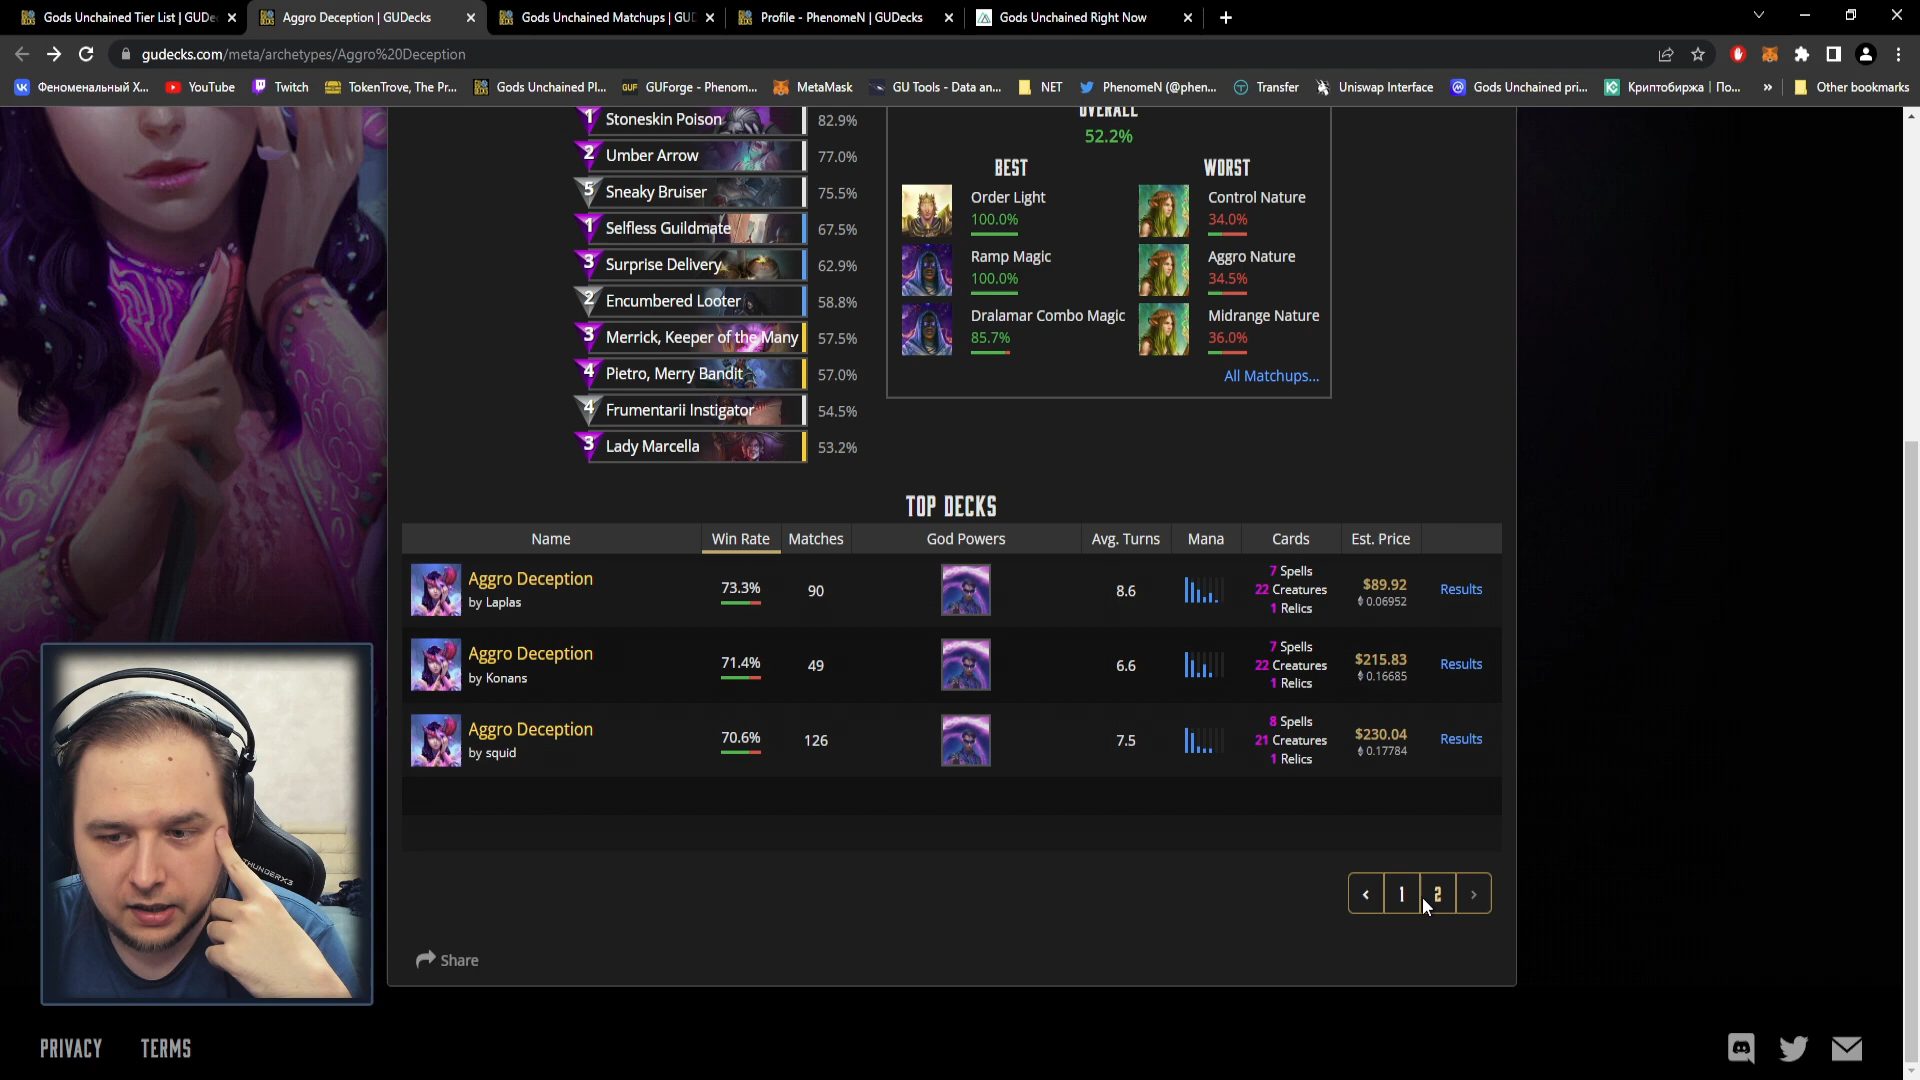 Gods Unchained Tier List | GUDe
Aggro Deception | GUDecks
Gods Unchained Matchups | GU
Profile - PhenomeN | GUDecks
Gods Unchained Right Now
gudecks.com/meta/archetypes/Aggro%20Deception
Феноменальный Х...
YouTube
Twitch
TokenTrove, The Pr...
Gods Unchained Pl...
GUF
GUForge - Phenom...
MetaMask
GU Tools - Data an...
NET
PhenomeN (@phen...
Transfer
Uniswap Interface
Gods Unchained pri...
Криптобиржа | По...
»
Other bookmarks
1 Stoneskin Poison 82.9%
2 Umber Arrow 77.0%
5 Sneaky Bruiser 75.5%
1 Selfless Guildmate 67.5%
3 Surprise Delivery 62.9%
2 Encumbered Looter 58.8%
3 Merrick, Keeper of the Many 57.5%
4 Pietro, Merry Bandit 57.0%
4 Frumentarii Instigator 54.5%
3 Lady Marcella 53.2%
OVERALL
52.2%
BEST
WORST
Order Light
100.0%
Control Nature
34.0%
Ramp Magic
100.0%
Aggro Nature
34.5%
Dralamar Combo Magic
85.7%
Midrange Nature
36.0%
All Matchups...
TOP DECKS
Name Win Rate Matches God Powers Avg. Turns Mana Cards Est. Price
Aggro Deception
by Laplas
73.3%
90
8.6
7 Spells
22 Creatures
1 Relics
$89.92
0.06952
Results
Aggro Deception
by Konans
71.4%
49
6.6
7 Spells
22 Creatures
1 Relics
$215.83
0.16685
Results
Aggro Deception
by squid
70.6%
126
7.5
8 Spells
21 Creatures
1 Relics
$230.04
0.17784
Results
‹ 1 2 ›
Share
THUNDERX3
PRIVACY
TERMS